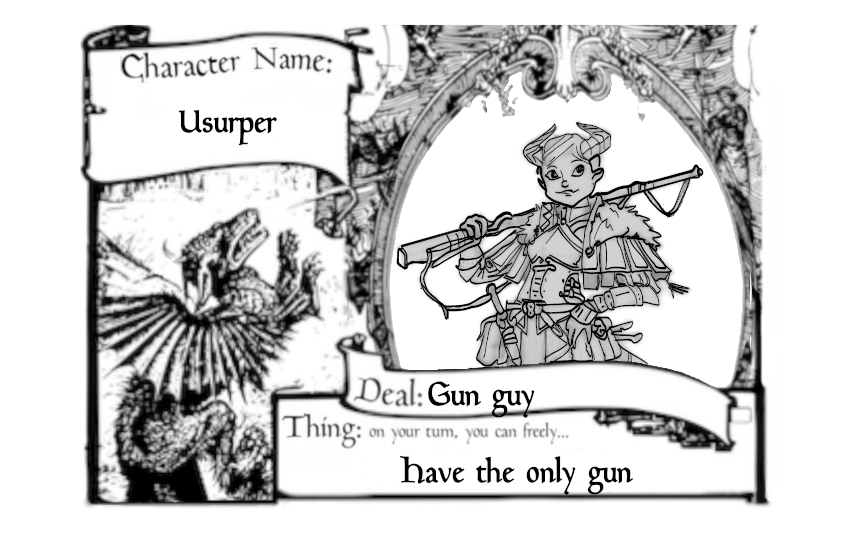 Character Name:
Usurper
Deal: Gun guy
Thing: on your turn, you can freely...
Have the only gun